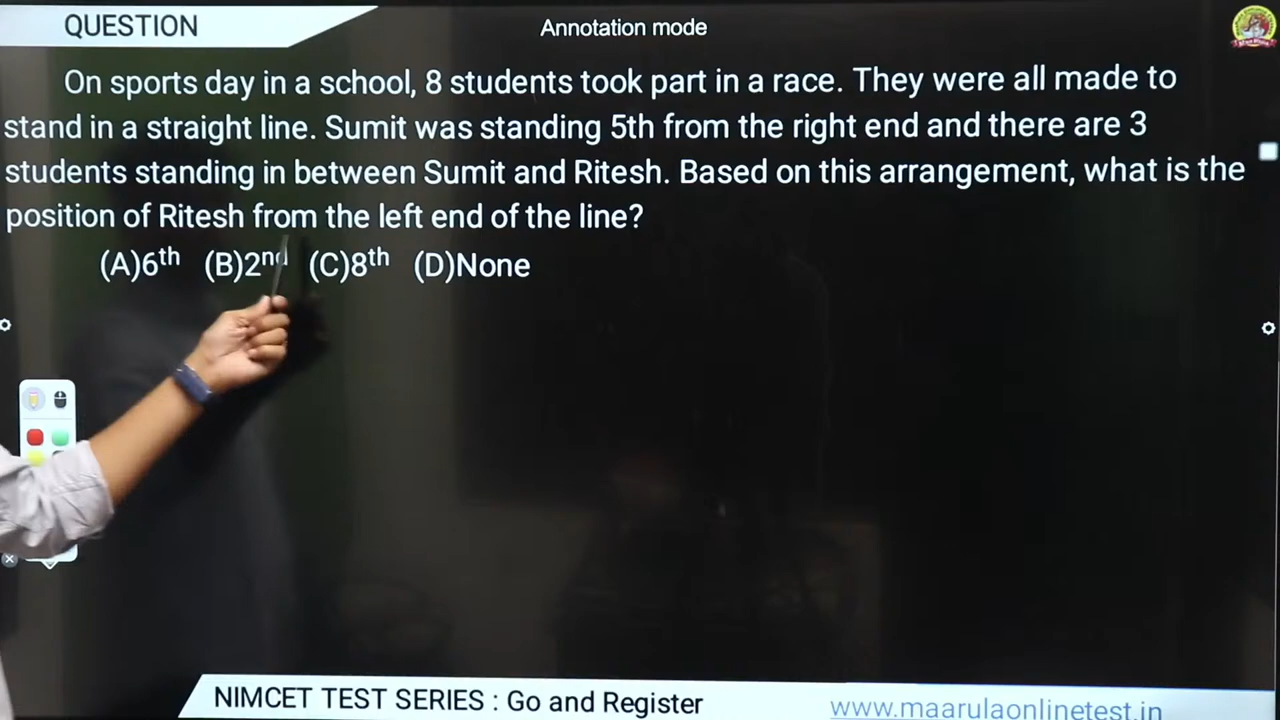 QUESTION
Annotation mode
On sports day in a school, 8 students took part in a race. They were all made to
stand in a straight line. Sumit was standing 5th from the right end and there are 3
students standing in between Sumit and Ritesh. Based on this arrangement, what is the
position of Ritesh from the left end of the line?
(A)6th (B)2nd (C)8th (D)None
NIMCET TEST SERIES : Go and Register
www.maarulaonlinetest.in